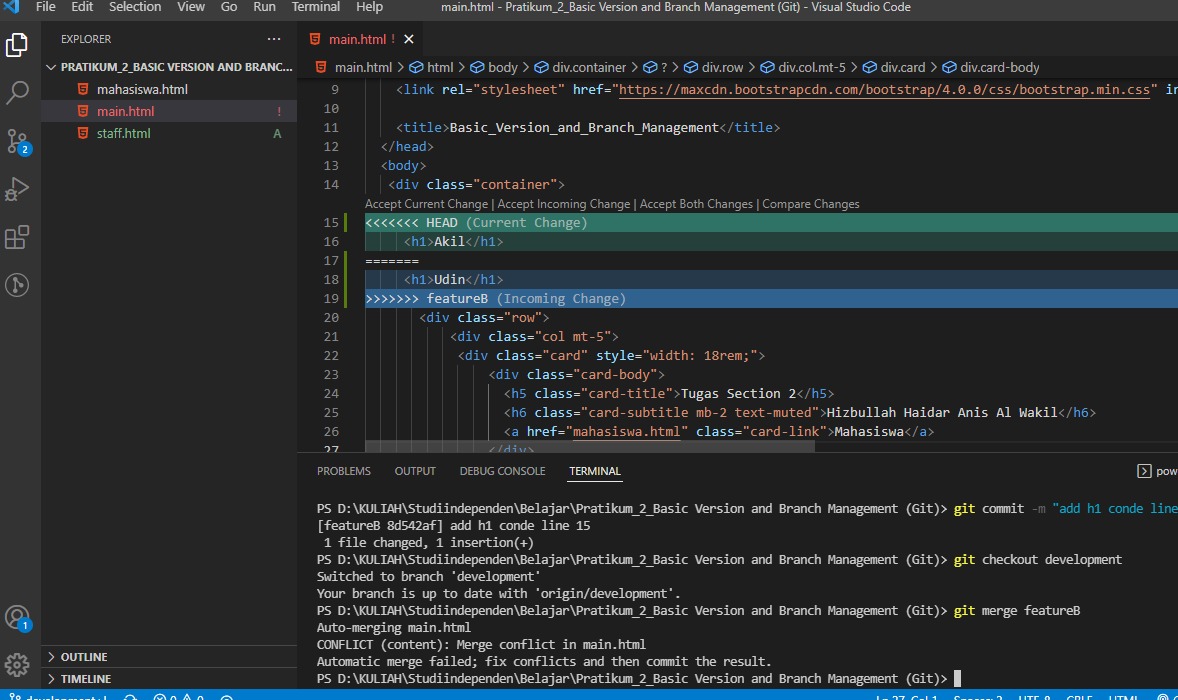 File Edit Selection View Go Run Terminal Help main.html - Pratikum_2_Basic Version and Branch Management (Git) - Visual Studio Code
EXPLORER ...
PRATIKUM_2_BASIC VERSION AND BRANC...
mahasiswa.html
main.html !
staff.html A
2
1
OUTLINE
TIMELINE
main.html !
main.html > html > body > div.container > ? > div.row > div.col.mt-5 > div.card > div.card-body
9 <link rel="stylesheet" href="https://maxcdn.bootstrapcdn.com/bootstrap/4.0.0/css/bootstrap.min.css" in
10
11 <title>Basic_Version_and_Branch_Management</title>
12 </head>
13 <body>
14 <div class="container">
Accept Current Change | Accept Incoming Change | Accept Both Changes | Compare Changes
15 <<<<<<< HEAD (Current Change)
16 <h1>Akil</h1>
17 =======
18 <h1>Udin</h1>
19 >>>>>>> featureB (Incoming Change)
20 <div class="row">
21 <div class="col mt-5">
22 <div class="card" style="width: 18rem;">
23 <div class="card-body">
24 <h5 class="card-title">Tugas Section 2</h5>
25 <h6 class="card-subtitle mb-2 text-muted">Hizbullah Haidar Anis Al Wakil</h6>
26 <a href="mahasiswa.html" class="card-link">Mahasiswa</a>
27 </div>
PROBLEMS OUTPUT DEBUG CONSOLE TERMINAL pow
PS D:\KULIAH\Studiindependen\Belajar\Pratikum_2_Basic Version and Branch Management (Git)> git commit -m "add h1 conde line
[featureB 8d542af] add h1 conde line 15
1 file changed, 1 insertion(+)
PS D:\KULIAH\Studiindependen\Belajar\Pratikum_2_Basic Version and Branch Management (Git)> git checkout development
Switched to branch 'development'
Your branch is up to date with 'origin/development'.
PS D:\KULIAH\Studiindependen\Belajar\Pratikum_2_Basic Version and Branch Management (Git)> git merge featureB
Auto-merging main.html
CONFLICT (content): Merge conflict in main.html
Automatic merge failed; fix conflicts and then commit the result.
PS D:\KULIAH\Studiindependen\Belajar\Pratikum_2_Basic Version and Branch Management (Git)>